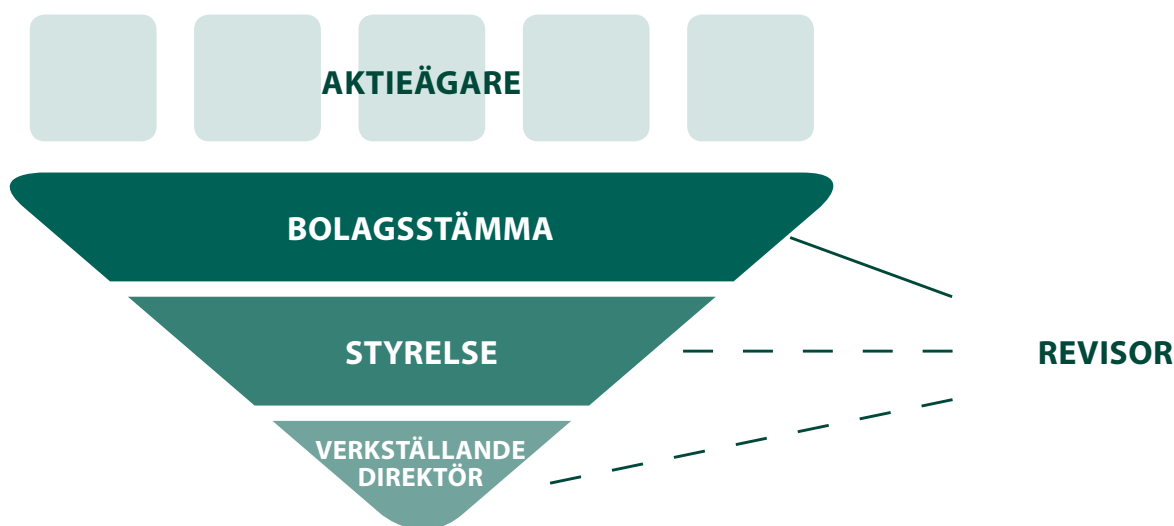 AKTIEÄGARE
BOLAGSSTÄMMA
STYRELSE
REVISOR
VERKSTÄLLANDE
DIREKTÖR